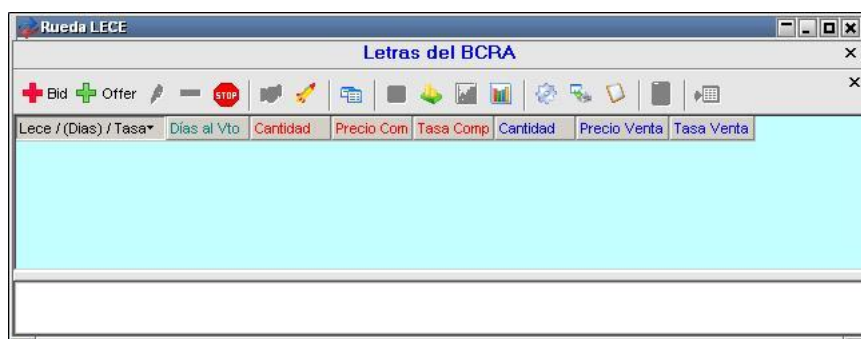 Rueda LECE
Letras del BCRA
Bid Offer STOP
Lece / (Dias) / Tasa Días al Vto Cantidad Precio Com Tasa Comp Cantidad Precio Venta Tasa Venta